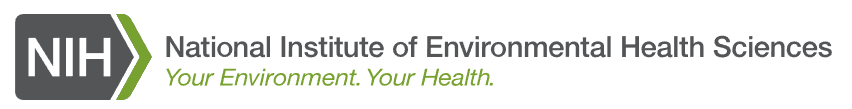 NIH
National Institute of Environmental Health Sciences
Your Environment. Your Health.